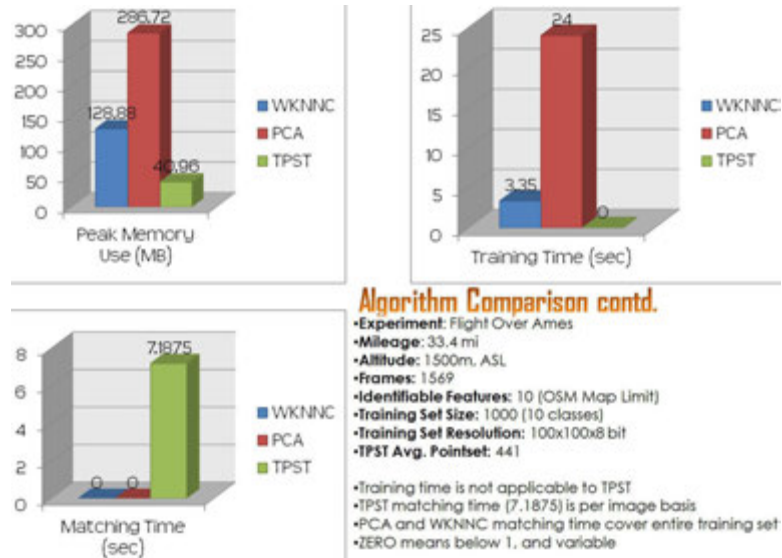 300
250
200
150
100
50
0
286,72
128,88
40,96
WKNNC
PCA
TPST
Peak Memory
Use (MB)
25
20
15
10
5
0
24
3,35
0
WKNNC
PCA
TPST
Training Time (sec)
8
6
4
2
0
7,1875
0 0
WKNNC
PCA
TPST
Matching Time
(sec)
Algorithm Comparison contd.
•Experiment: Flight Over Ames
•Mileage: 33.4 mi
•Altitude: 1500m, ASL
•Frames: 1569
•Identifiable Features: 10 (OSM Map Limit)
•Training Set Size: 1000 (10 classes)
•Training Set Resolution: 100x100x8 bit
•TPST Avg. Pointset: 441
•Training time is not applicable to TPST
•TPST matching time (7.1875) is per image basis
•PCA and WKNNC matching time cover entire training set
•ZERO means below 1, and variable